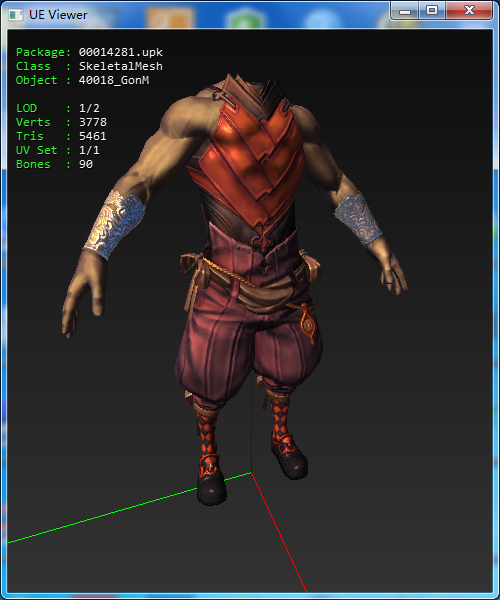 UE Viewer
Package: 00014281.upk
Class : SkeletalMesh
Object : 40018_GonM
LOD : 1/2
Verts : 3778
Tris : 5461
UV Set : 1/1
Bones : 90